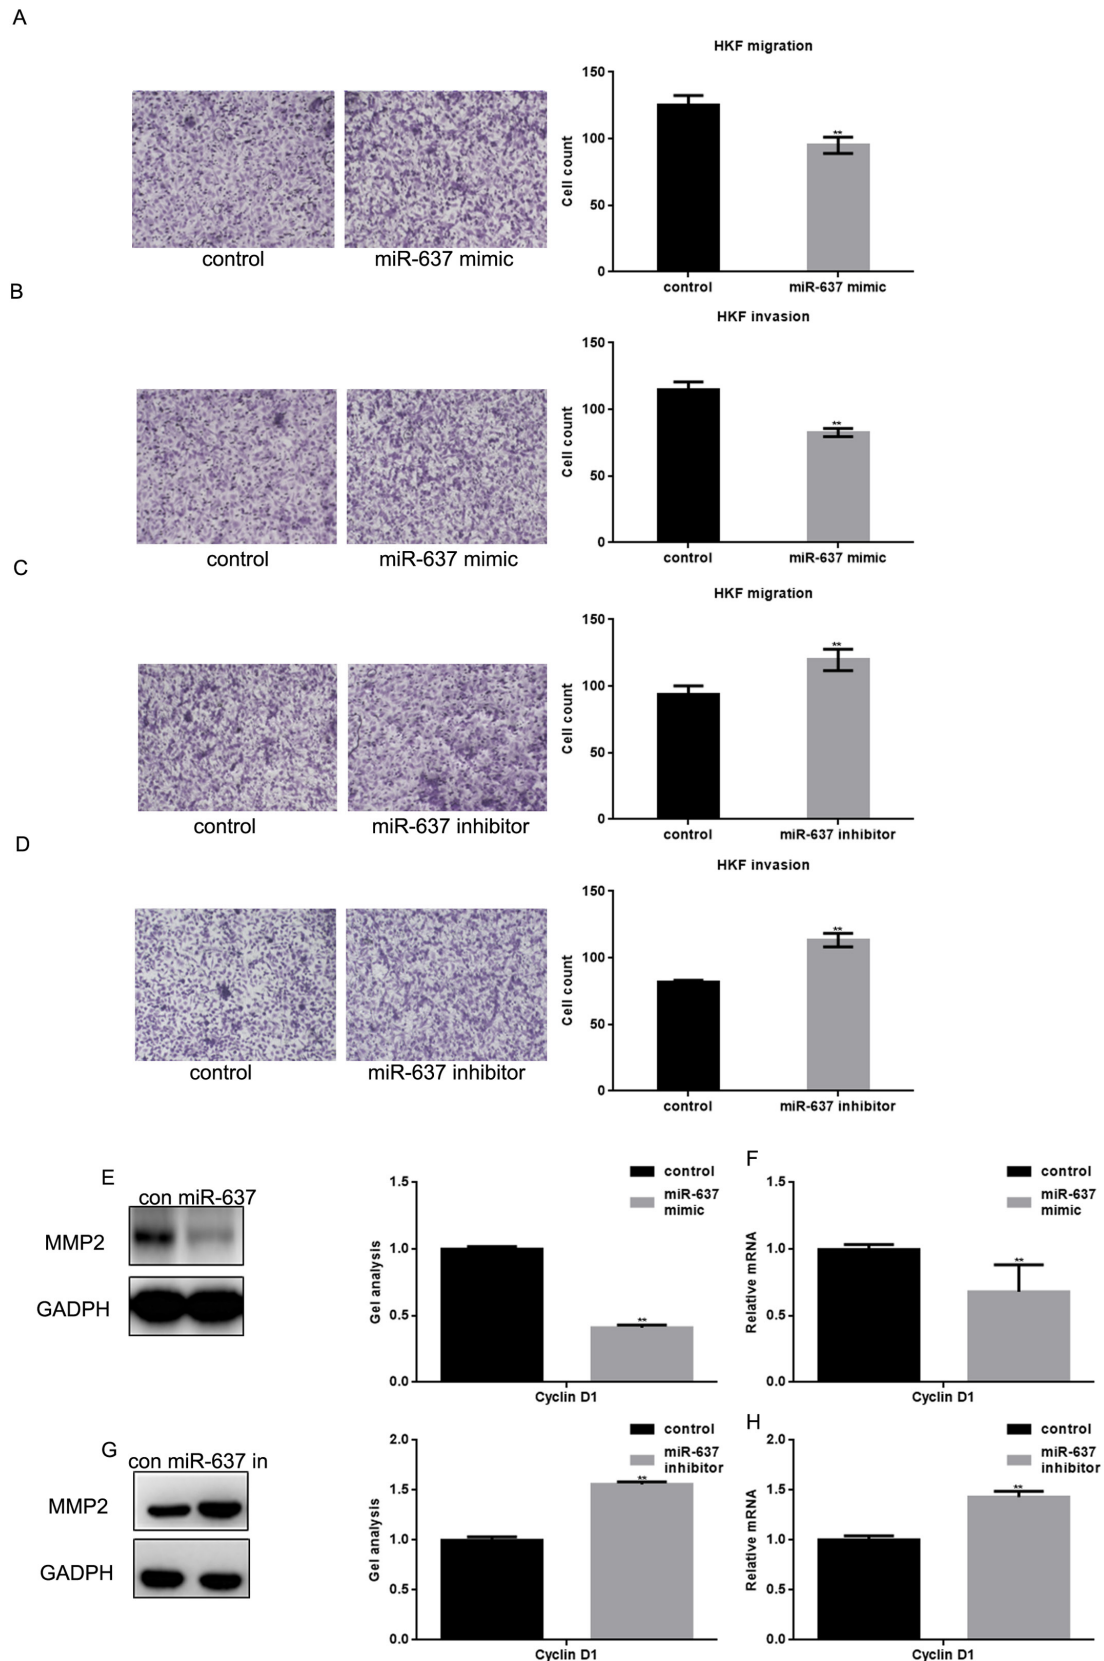 A
HKF migration
150
100
50
0
Cell count
**
control
miR-637 mimic
control
miR-637 mimic
B
HKF invasion
150
100
50
0
Cell count
**
control
miR-637 mimic
control
miR-637 mimic
C
HKF migration
150
100
50
0
Cell count
**
control
miR-637 inhibitor
control
miR-637 inhibitor
D
HKF invasion
150
100
50
0
Cell count
**
control
miR-637 inhibitor
control
miR-637 inhibitor
E
con miR-637
MMP2
GADPH
control
miR-637
mimic
1.5
1.0
0.5
0.0
Gel analysis
**
Cyclin D1
F
control
miR-637
mimic
1.5
1.0
0.5
0.0
Relative mRNA
**
Cyclin D1
G
con miR-637 in
MMP2
GADPH
control
miR-637
inhibitor
2.0
1.5
1.0
0.5
0.0
Gel analysis
**
Cyclin D1
H
control
miR-637
inhibitor
2.0
1.5
1.0
0.5
0.0
Relative mRNA
**
Cyclin D1